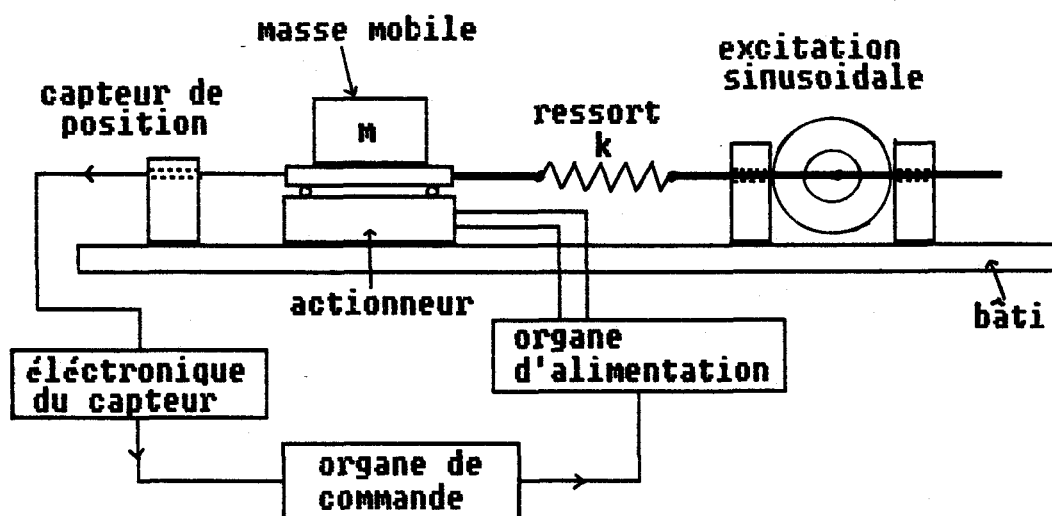 masse mobile
excitation
sinusoidale
capteur de
position
ressort
k
M
actionneur
bâti
organe
d'alimentation
éléctronique
du capteur
organe de
commande